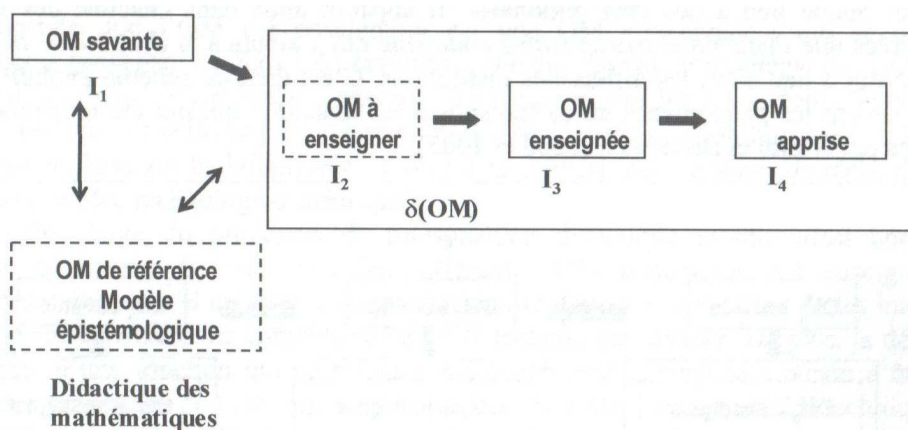 OM savante
I1
OM à
enseigner
I2
OM
enseignée
I3
OM
apprise
I4
δ(OM)
OM de référence
Modèle
épistémologique
Didactique des
mathématiques